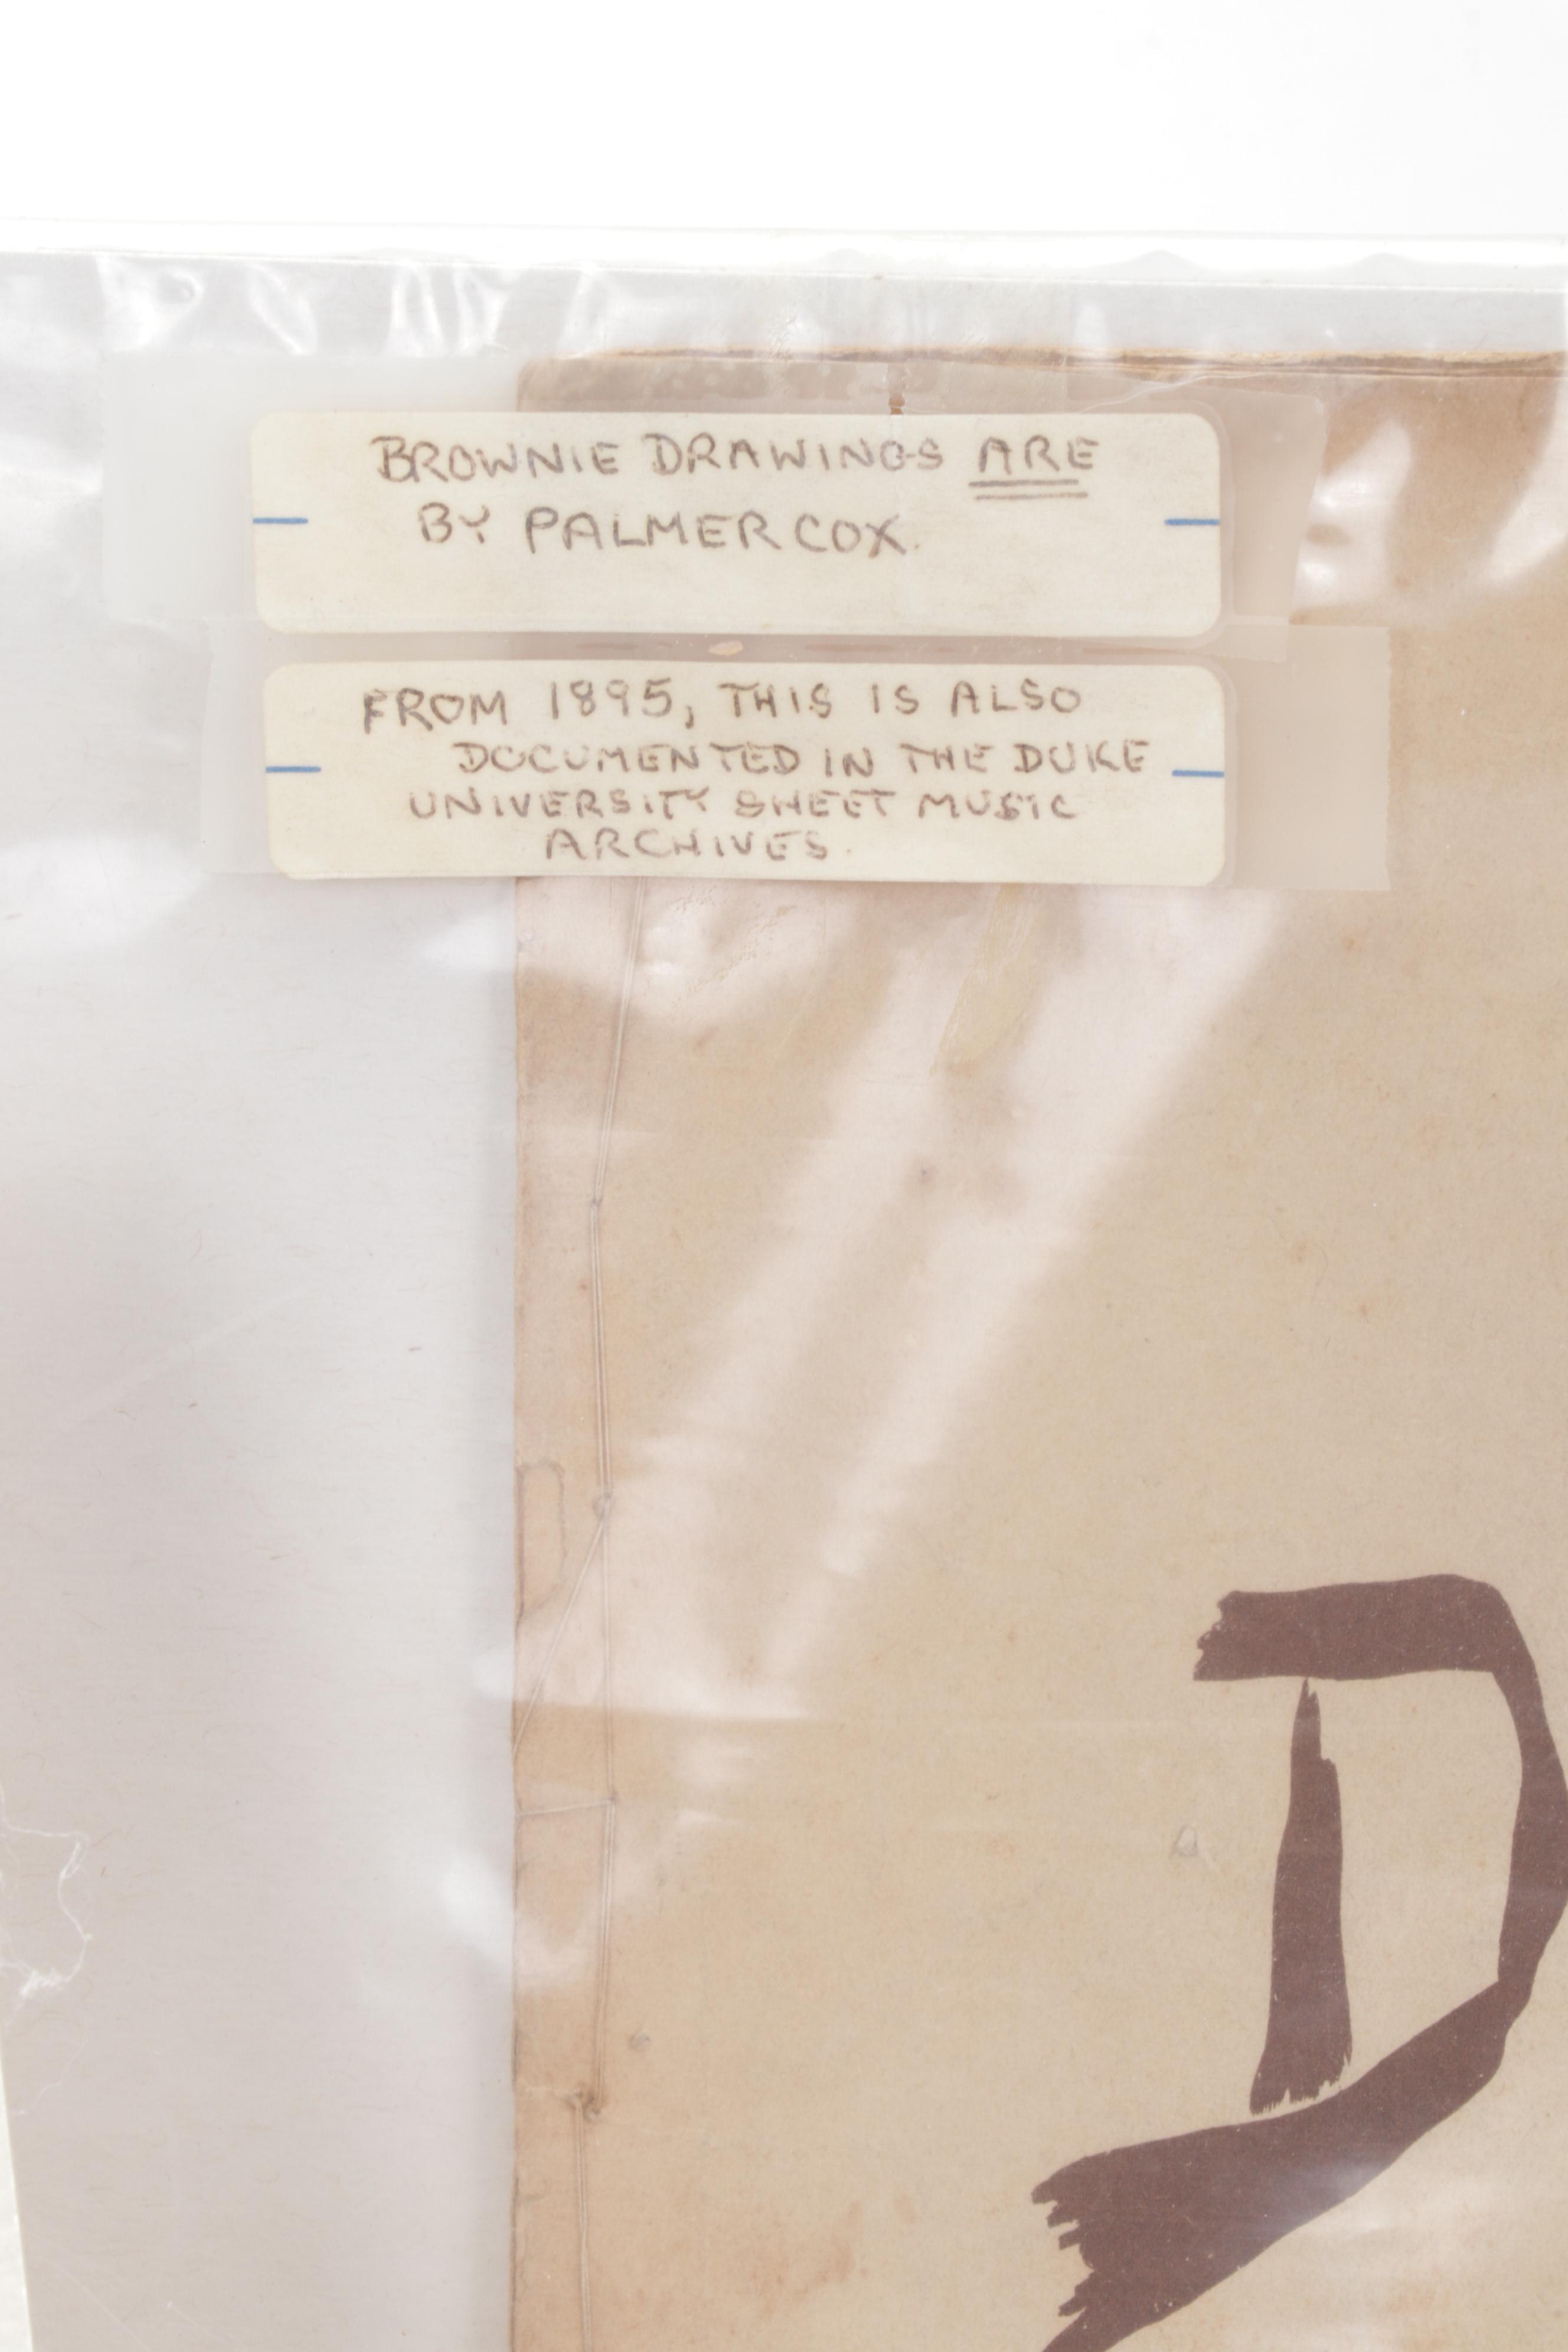 BROWNIE DRAWINGS ARE
BY PALMER COX.
FROM 1895, THIS IS ALSO
DOCUMENTED IN THE DUKE
UNIVERSITY SHEET MUSIC
ARCHIVES.
D